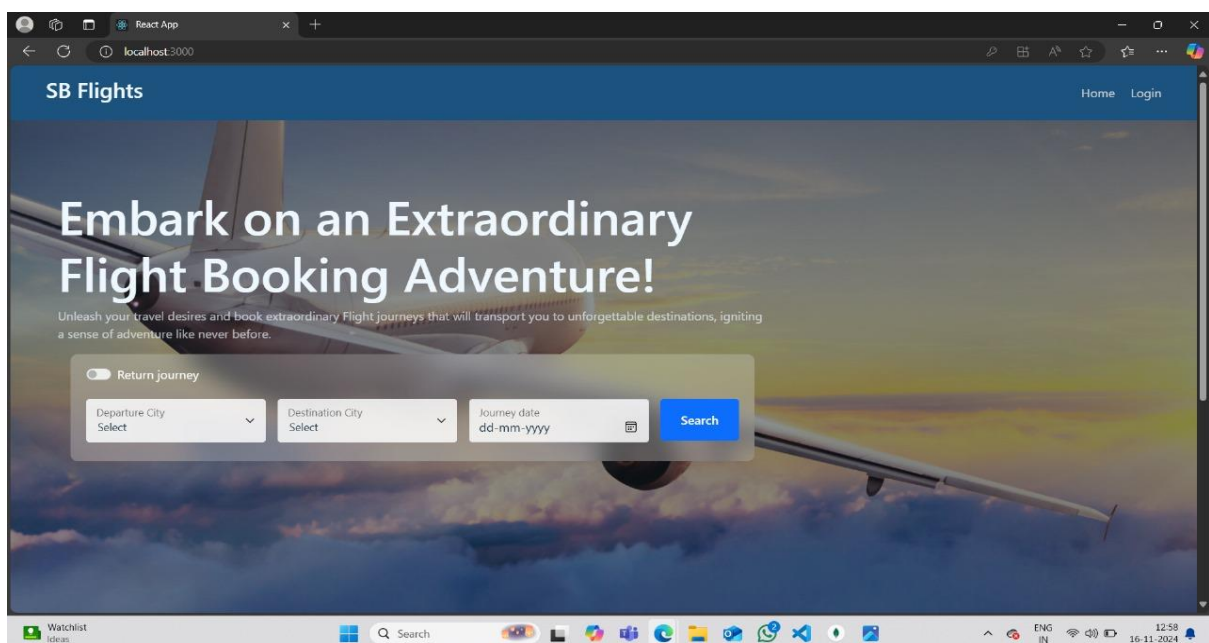 React App
localhost:3000
SB Flights
Home Login
Embark on an Extraordinary
Flight Booking Adventure!
Unleash your travel desires and book extraordinary Flight journeys that will transport you to unforgettable destinations, igniting
a sense of adventure like never before.
Return journey
Departure City
Select
Destination City
Select
Journey date
dd-mm-yyyy
Search
Watchlist
Ideas
Search
3
ENG
IN
12:58
16-11-2024